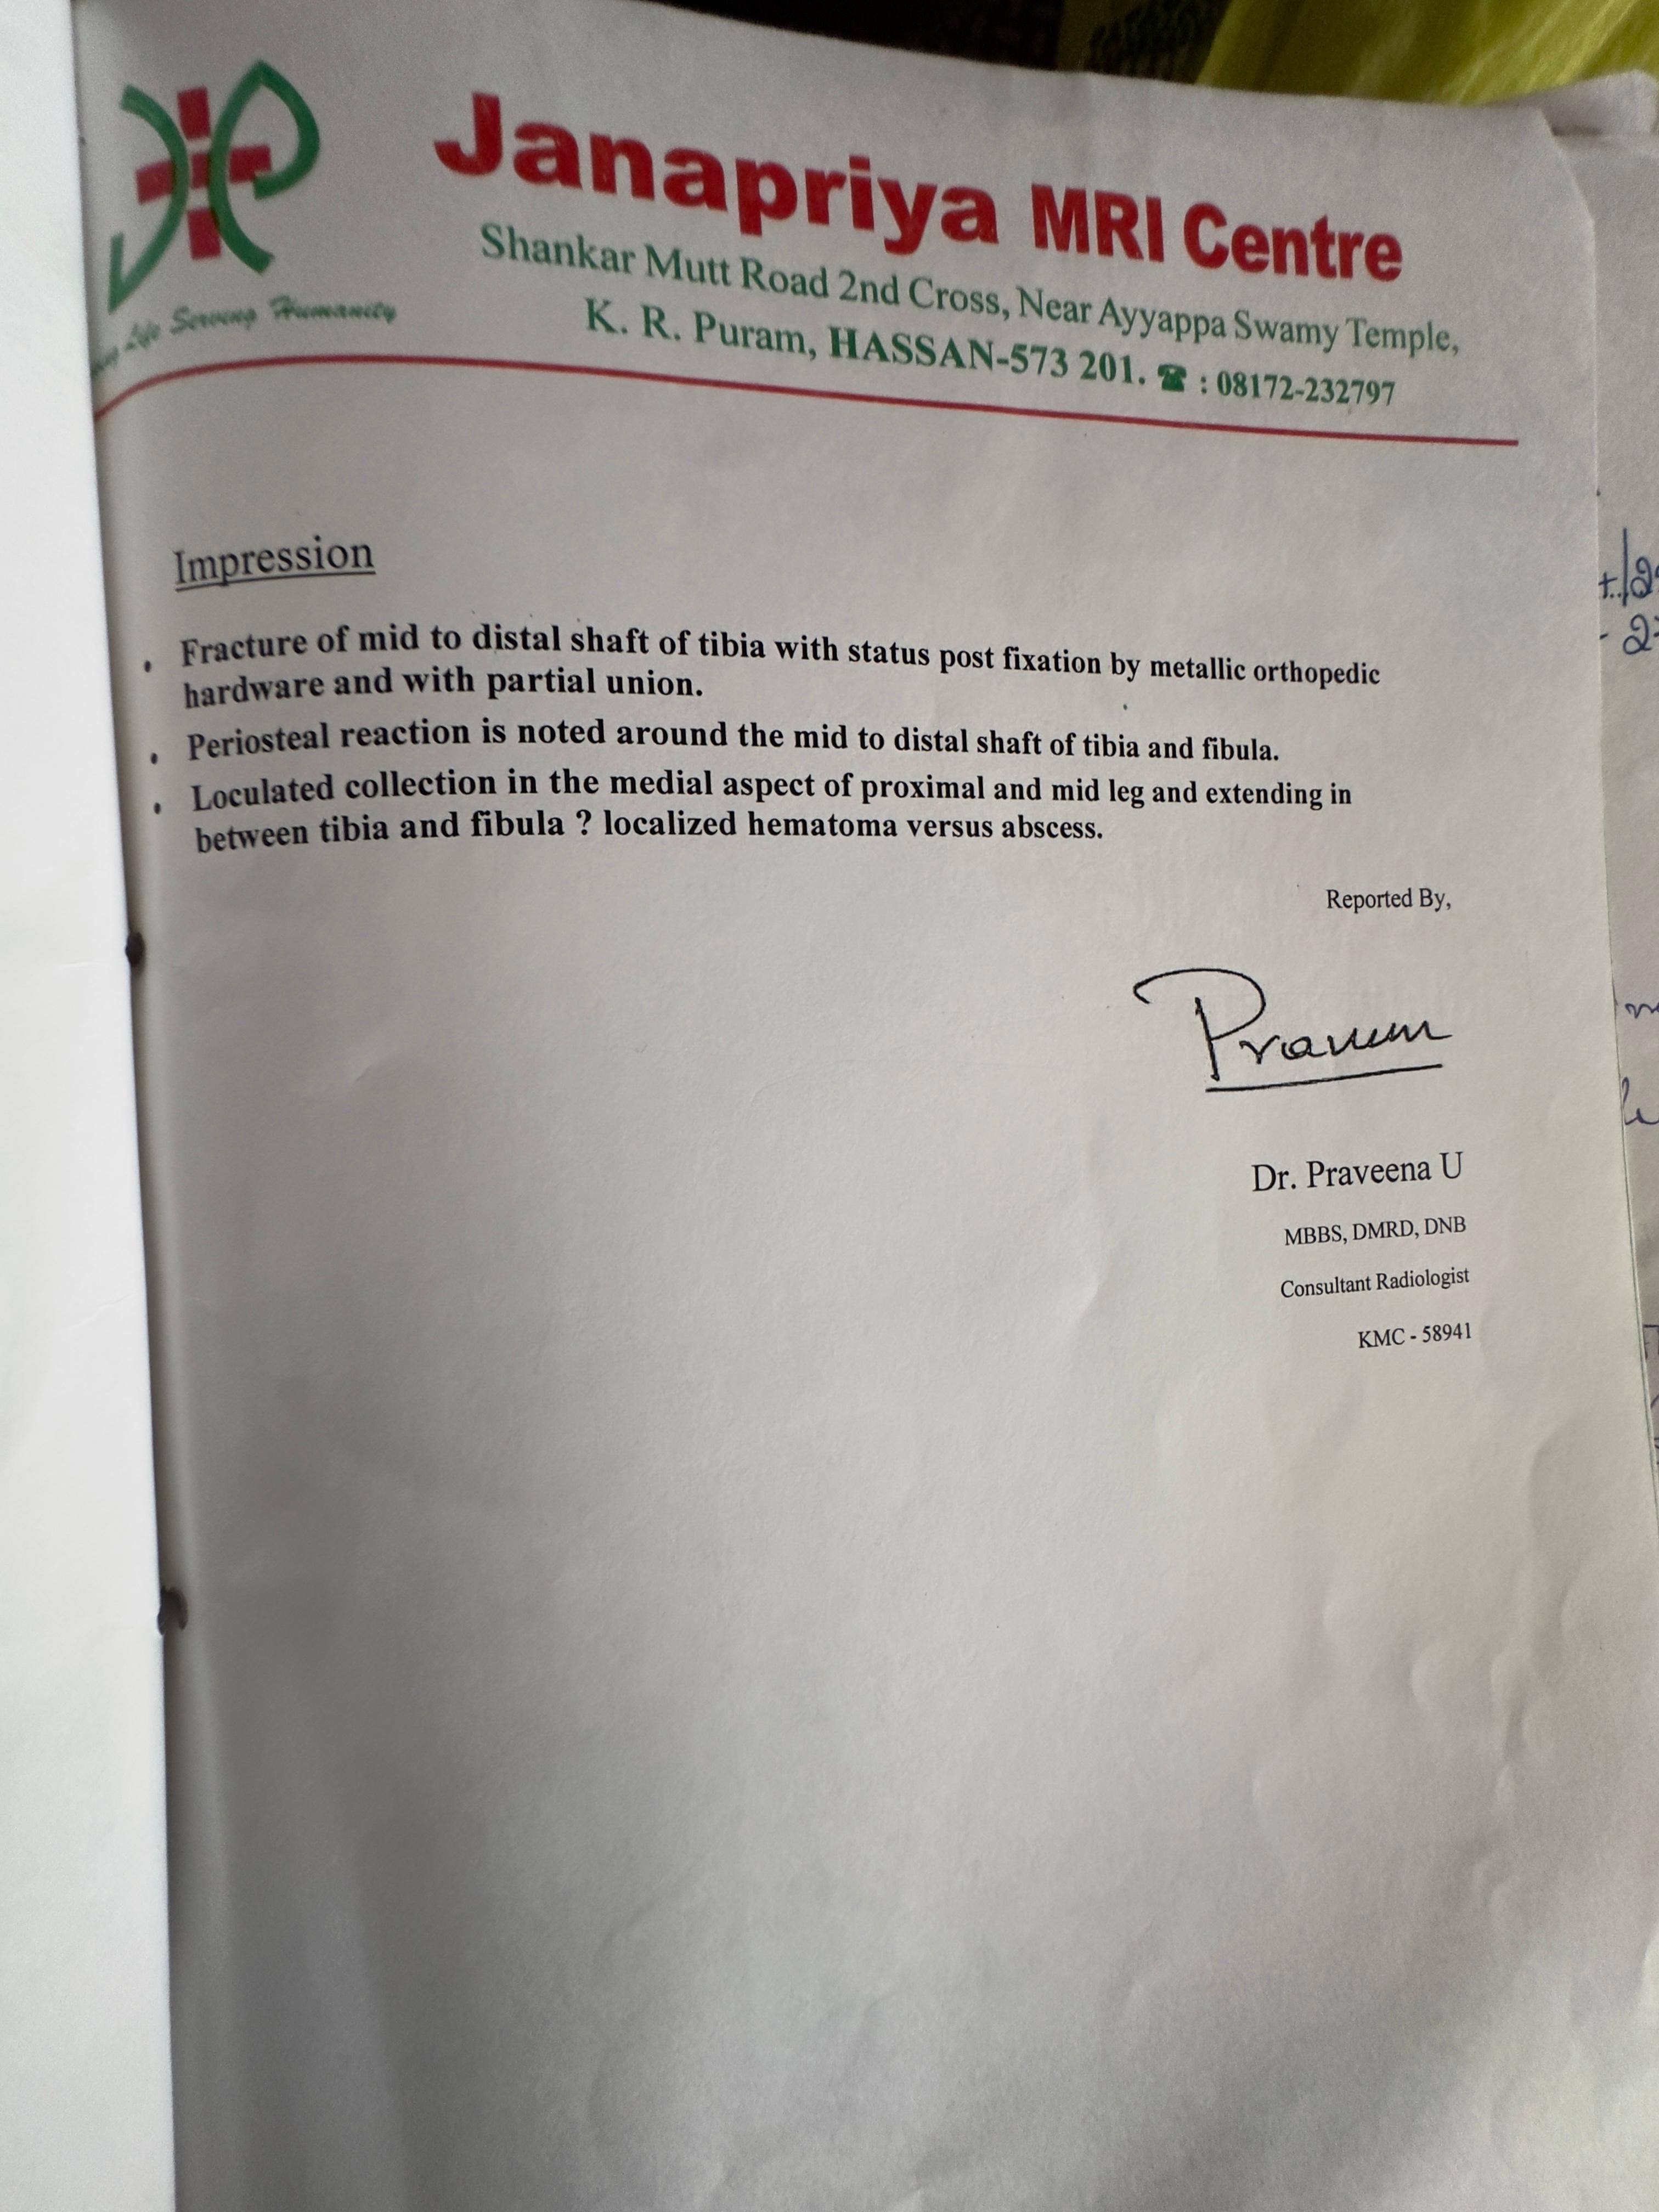 Janapriya MRI Centre
Life Serving Humanity
Shankar Mutt Road 2nd Cross, Near Ayyappa Swamy Temple,
K. R. Puram, HASSAN-573 201. ☎ : 08172-232797
Impression
• Fracture of mid to distal shaft of tibia with status post fixation by metallic orthopedic
hardware and with partial union.
• Periosteal reaction is noted around the mid to distal shaft of tibia and fibula.
• Loculated collection in the medial aspect of proximal and mid leg and extending in
between tibia and fibula ? localized hematoma versus abscess.
Reported By,
Dr. Praveena U
MBBS, DMRD, DNB
Consultant Radiologist
KMC - 58941